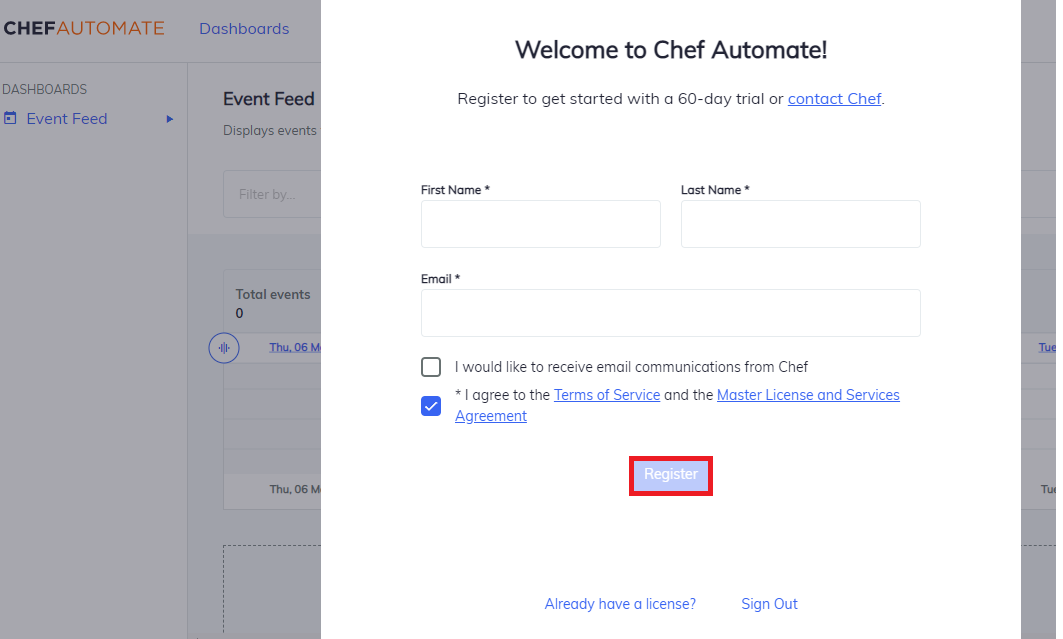 CHEFAUTOMATE
Dashboards
DASHBOARDS
Event Feed
Event Feed
Displays events
Filter by...
Total events
0
Thu, 06 M
Tue
Thu, 06 M
Tue
Welcome to Chef Automate!
Register to get started with a 60-day trial or contact Chef.
First Name *
Last Name *
Email *
I would like to receive email communications from Chef
* I agree to the Terms of Service and the Master License and Services
Agreement
Register
Already have a license?
Sign Out